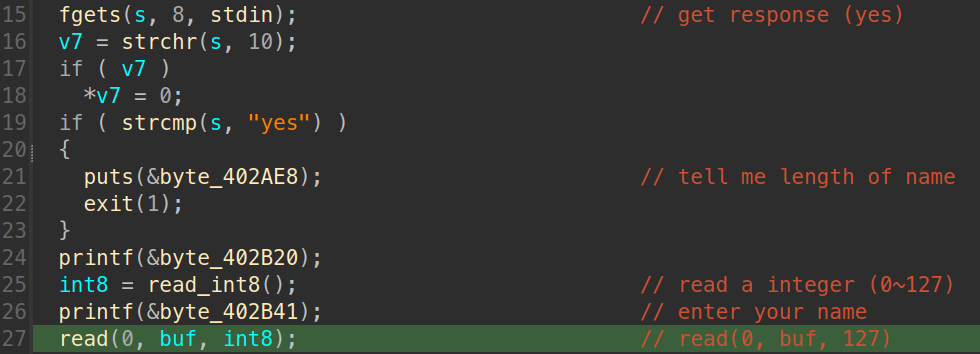 15 fgets(s, 8, stdin); // get response (yes)
16 v7 = strchr(s, 10);
17 if ( v7 )
18 *v7 = 0;
19 if ( strcmp(s, "yes") )
20 {
21 puts(&byte_402AE8); // tell me length of name
22 exit(1);
23 }
24 printf(&byte_402B20);
25 int8 = read_int8(); // read a integer (0~127)
26 printf(&byte_402B41); // enter your name
27 read(0, buf, int8); // read(0, buf, 127)